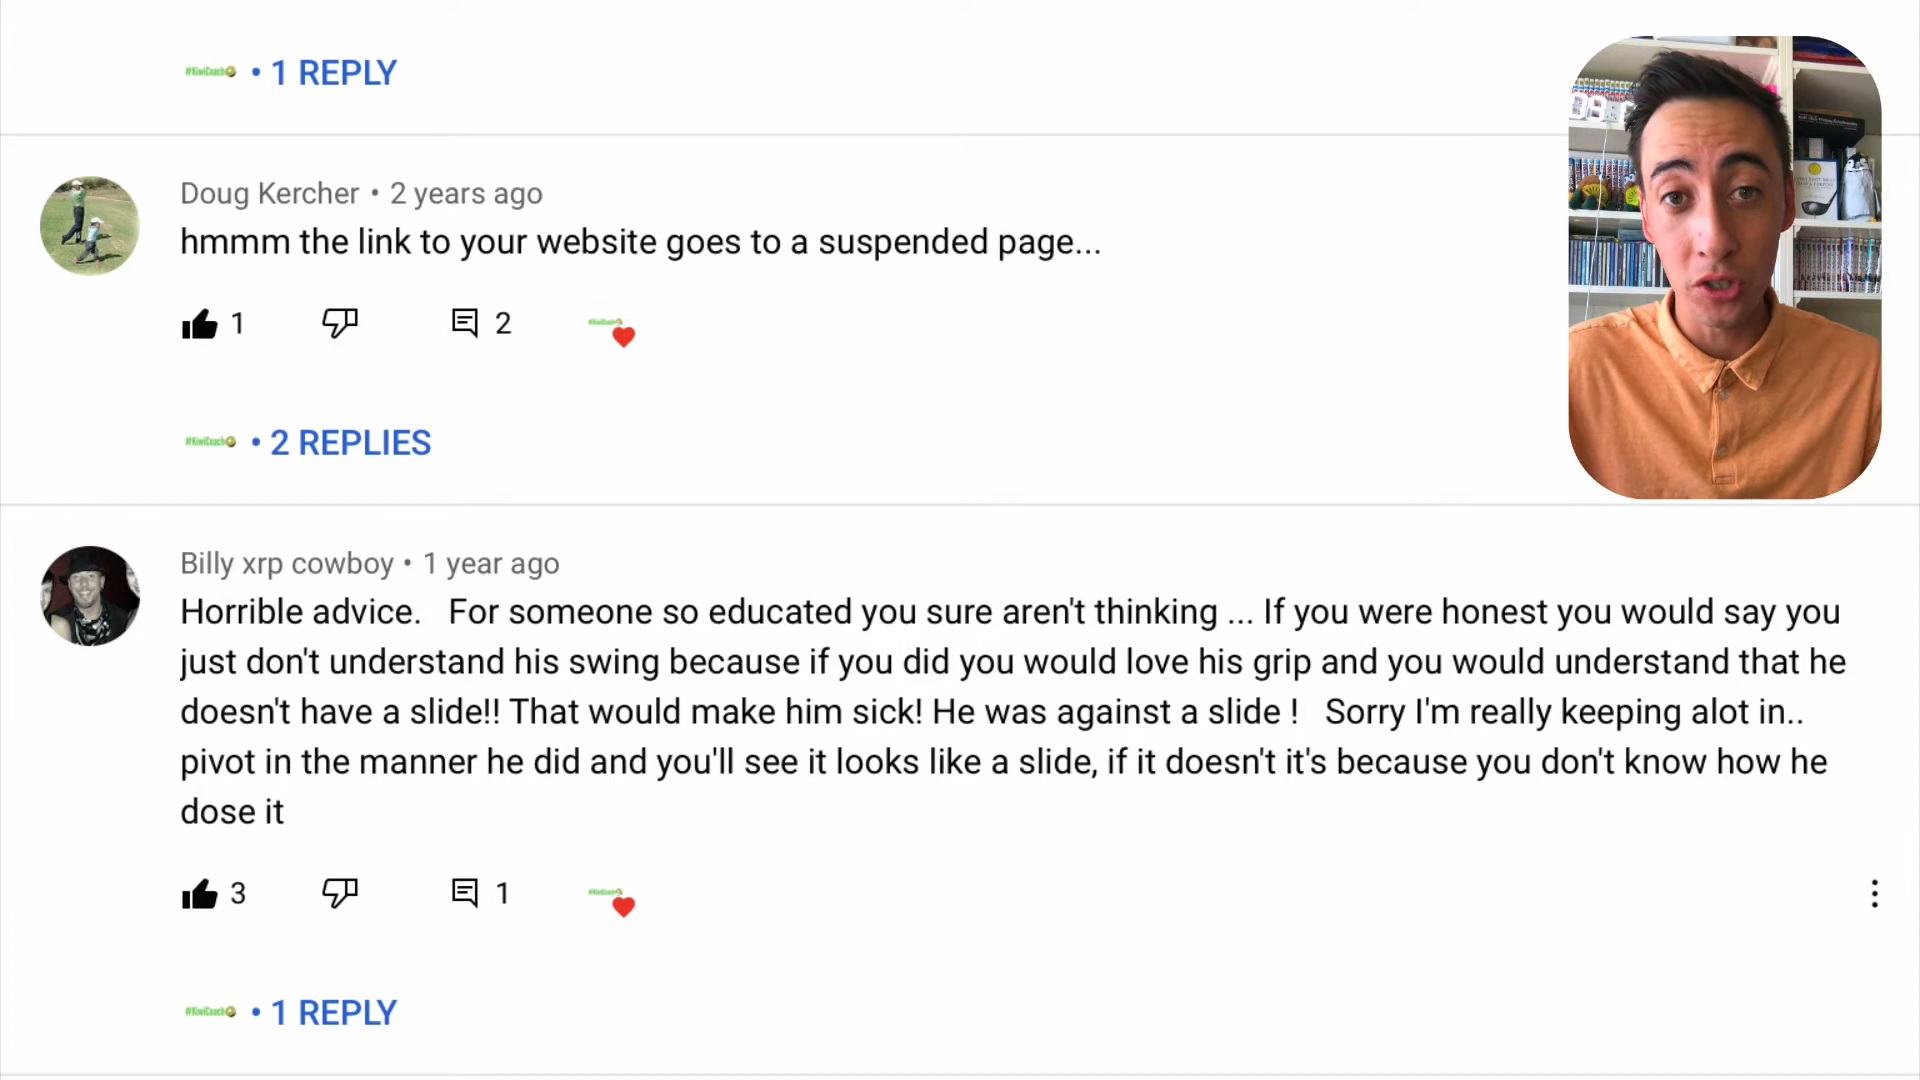 #KiwiCoach • 1 REPLY
Doug Kercher • 2 years ago
hmmm the link to your website goes to a suspended page...
1 2
#KiwiCoach • 2 REPLIES
Billy xrp cowboy • 1 year ago
Horrible advice. For someone so educated you sure aren't thinking ... If you were honest you would say you
just don't understand his swing because if you did you would love his grip and you would understand that he
doesn't have a slide!! That would make him sick! He was against a slide ! Sorry I'm really keeping alot in..
pivot in the manner he did and you'll see it looks like a slide, if it doesn't it's because you don't know how he
dose it
3 1
#KiwiCoach • 1 REPLY